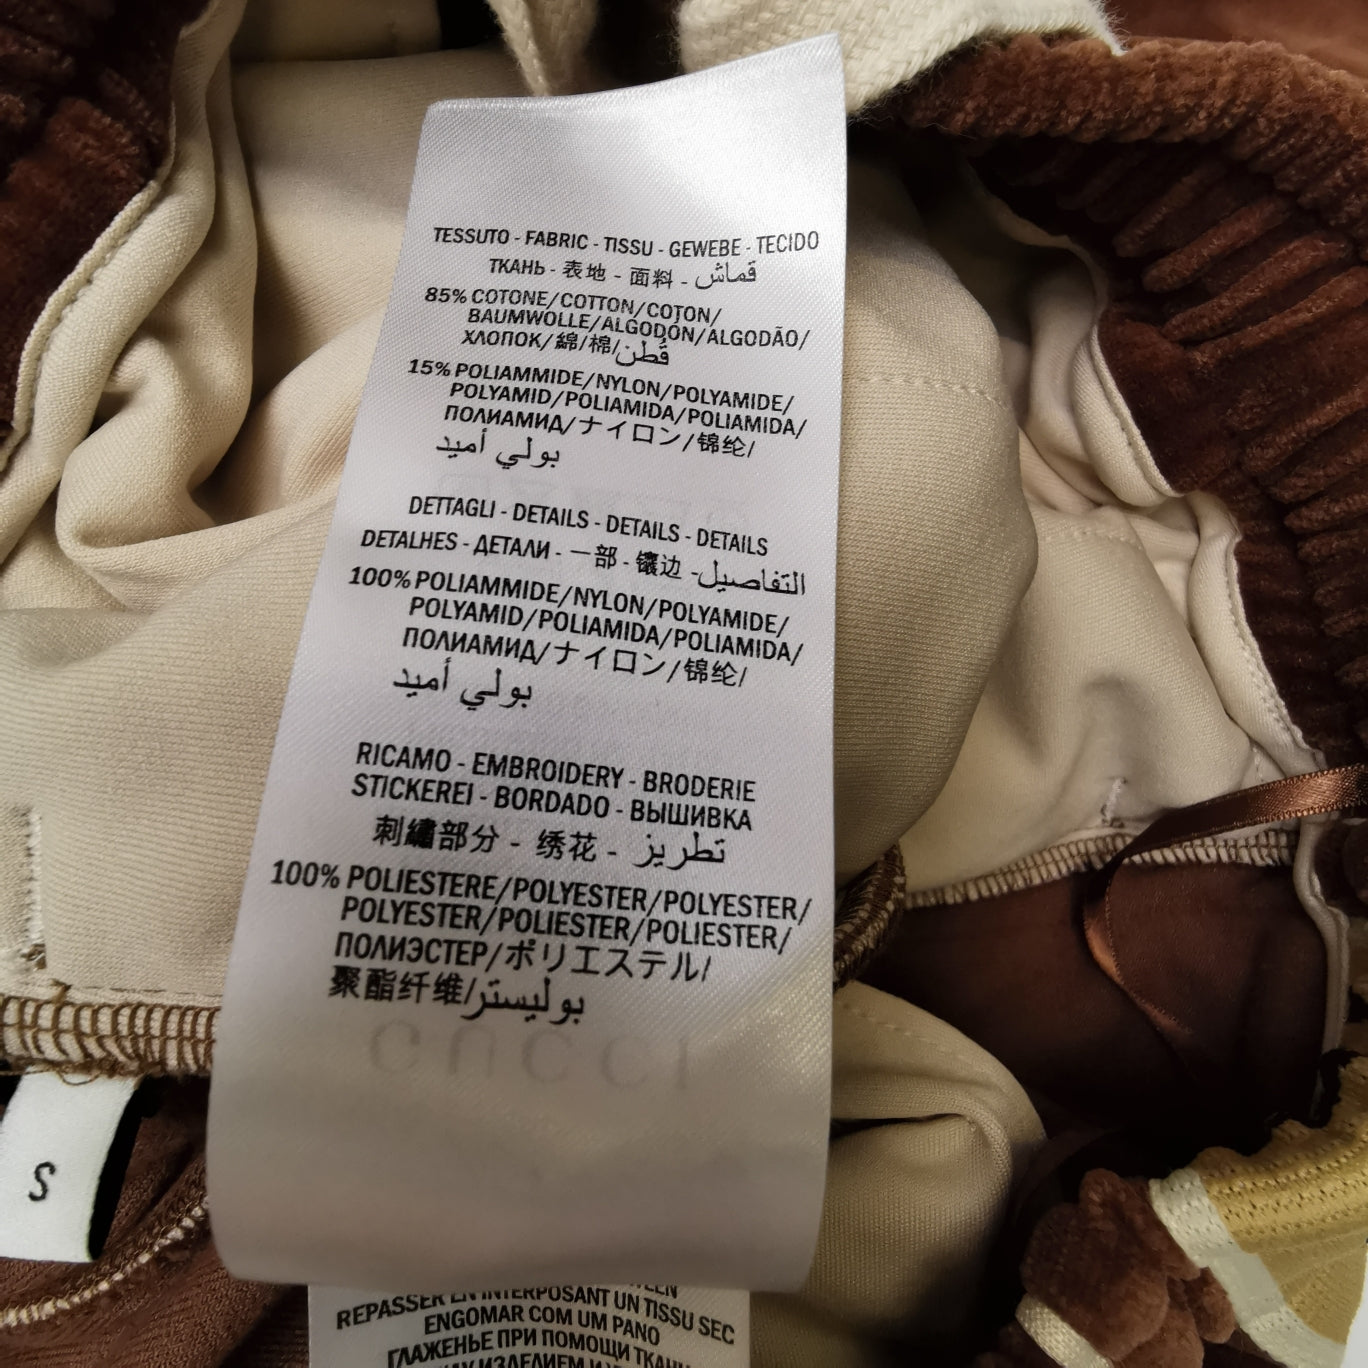 TESSUTO - FABRIC - TISSU - GEWEBE - TECIDO
ТКАНЬ - 表地 - 面料 - قماش
85% COTONE/COTTON/COTON/
BAUMWOLLE/ALGODÓN/ALGODÃO/
ХЛОПОК/綿/棉/قُطن
15% POLIAMMIDE/NYLON/POLYAMIDE/
POLYAMID/POLIAMIDA/POLIAMIDA/
ПОЛИАМИД/ナイロン/锦纶/
بولي أميد
DETTAGLI - DETAILS - DETAILS - DETAILS
DETALHES - ДЕТАЛИ - 一部 - 镶边 - التفاصيل
100% POLIAMMIDE/NYLON/POLYAMIDE/
POLYAMID/POLIAMIDA/POLIAMIDA/
ПОЛИАМИД/ナイロン/锦纶/
بولي أميد
RICAMO - EMBROIDERY - BRODERIE
STICKEREI - BORDADO - ВЫШИВКА
刺繡部分 - 绣花 - تطريز
100% POLIESTERE/POLYESTER/POLYESTER/
POLYESTER/POLIESTER/POLIESTER/
ПОЛИЭСТЕР/ポリエステル/
聚酯纤维/بوليستر
GUCCI
S
REPASSER EN INTERPOSANT UN TISSU SEC
ENGOMAR COM UM PANO
ГЛАЖЕНЬЕ ПРИ ПОМОЩИ ТКАНИ
ИЗДЕЛИЕМ И